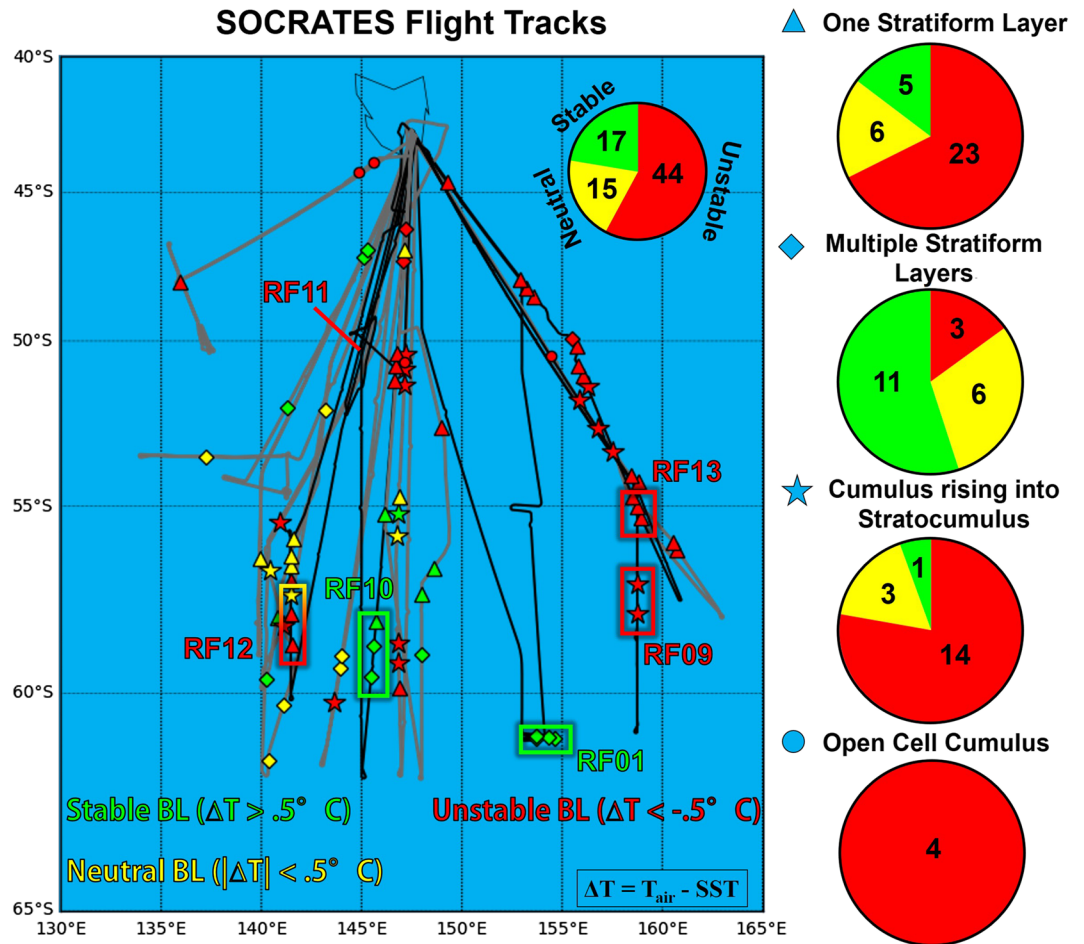 SOCRATES Flight Tracks
40°S
45°S
50°S
55°S
60°S
65°S
130°E
135°E
140°E
145°E
150°E
155°E
160°E
165°E
Stable
17
Neutral
15
Unstable
44
RF11
RF13
RF10
RF12
RF09
RF01
Stable BL (ΔT > .5° C)
Unstable BL (ΔT < -.5° C)
Neutral BL (|ΔT| < .5° C)
ΔT = Tair - SST
One Stratiform Layer
5
6
23
Multiple Stratiform
Layers
3
11
6
Cumulus rising into
Stratocumulus
1
3
14
Open Cell Cumulus
4